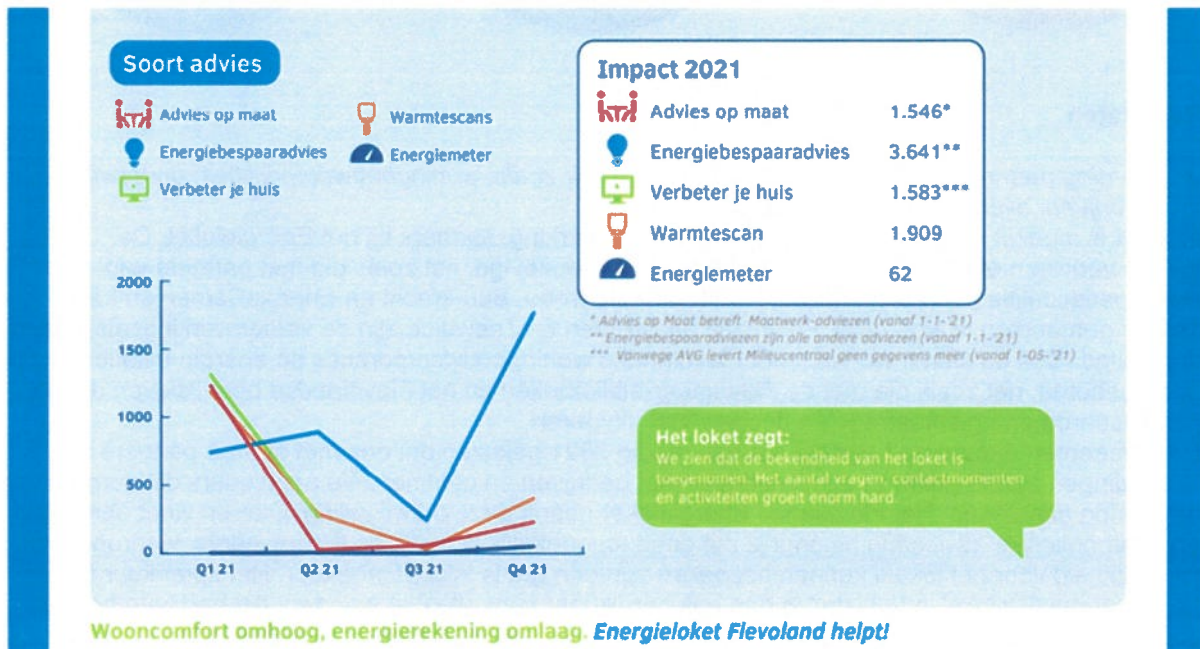 Soort advies
Advies op maat
Energiebespaaradvies
Verbeter je huis
Warmtescans
Energiemeter
Impact 2021
Advies op maat 1.546*
Energiebespaaradvies 3.641**
Verbeter je huis 1.583***
Warmtescan 1.909
Energiemeter 62
* Advies op Maat betreft Maatwerk-adviezen (vanaf 1-1-'21)
** Energiebespaaradviezen zijn alle andere adviezen (vanaf 1-1-'21)
*** Vanwege AVG levert Milieucentraal geen gegevens meer (vanaf 1-05-'21)
2000
1500
1000
500
0
Q1 21 Q2 21 Q3 21 Q4 21
Het loket zegt:
We zien dat de bekendheid van het loket is
toegenomen. Het aantal vragen, contactmomenten
en activiteiten groeit enorm hard.
Wooncomfort omhoog, energierekening omlaag. Energieloket Flevoland helpt!